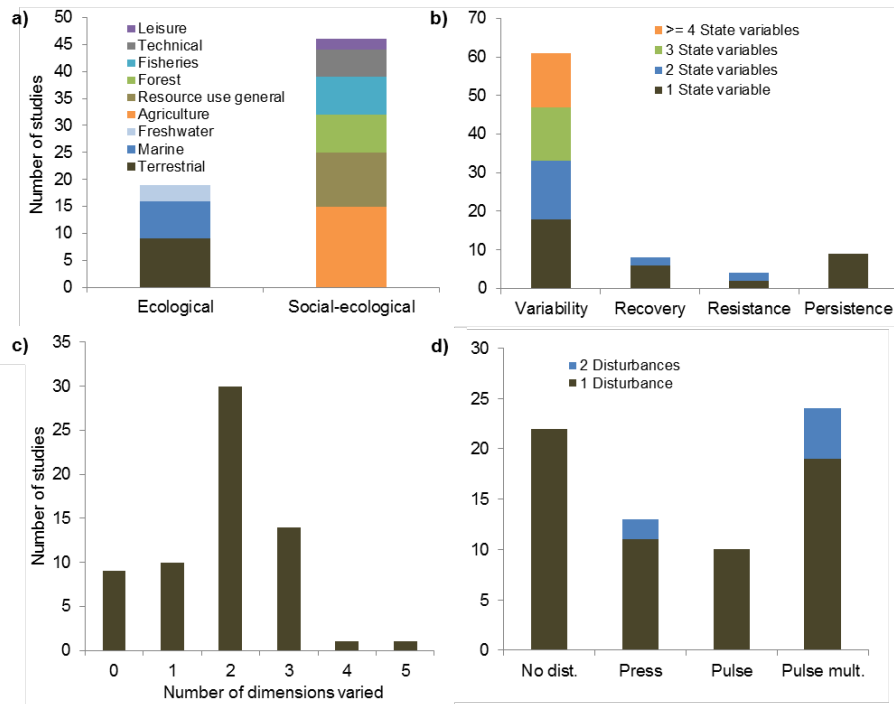 a)
Number of studies
50
45
40
35
30
25
20
15
10
5
0
Leisure
Technical
Fisheries
Forest
Resource use general
Agriculture
Freshwater
Marine
Terrestrial
Ecological
Social-ecological
b)
70
60
50
40
30
20
10
0
>= 4 State variables
3 State variables
2 State variables
1 State variable
Variability
Recovery
Resistance
Persistence
c)
Number of studies
35
30
25
20
15
10
5
0
0
1
2
3
4
5
Number of dimensions varied
d)
30
25
20
15
10
5
0
2 Disturbances
1 Disturbance
No dist.
Press
Pulse
Pulse mult.